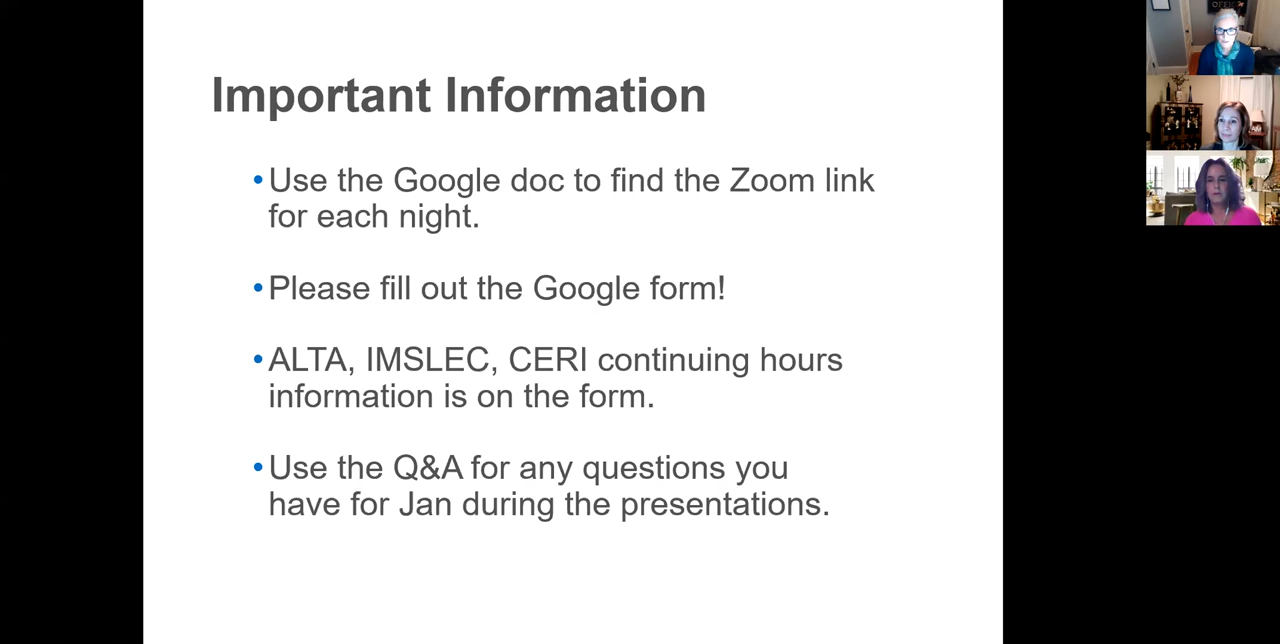 Important Information
•Use the Google doc to find the Zoom link
for each night.
•Please fill out the Google form!
•ALTA, IMSLEC, CERI continuing hours
information is on the form.
•Use the Q&A for any questions you
have for Jan during the presentations.